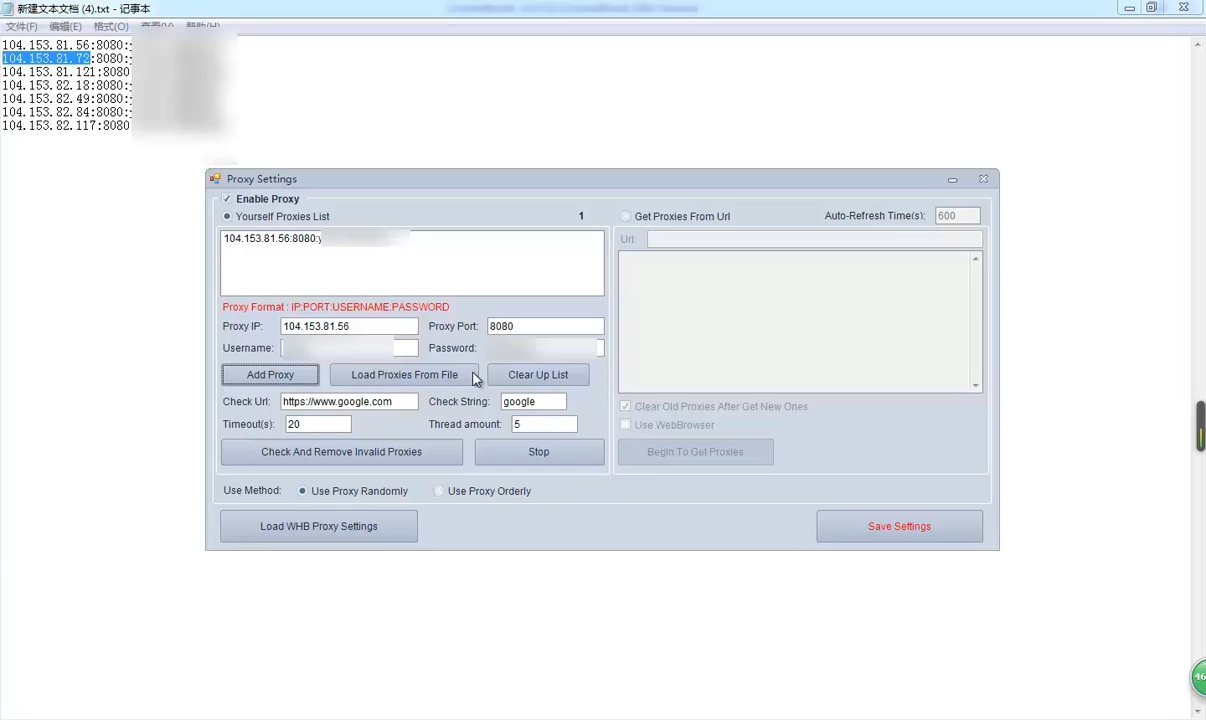 新建文本文档 (4).txt - 记事本
文件(F) 编辑(E) 格式(O) 查看(V) 帮助(H)
104.153.81.56:8080:y
104.153.81.72:8080:y
104.153.81.121:8080
104.153.82.18:8080:y
104.153.82.49:8080:y
104.153.82.84:8080:y
104.153.82.117:8080
Proxy Settings
Enable Proxy
Yourself Proxies List 1
Get Proxies From Url Auto-Refresh Time(s): 600
104.153.81.56:8080:y
Url:
Proxy Format : IP:PORT:USERNAME:PASSWORD
Proxy IP: 104.153.81.56 Proxy Port: 8080
Username: Password:
Add Proxy Load Proxies From File Clear Up List
Check Url: https://www.google.com Check String: google
Clear Old Proxies After Get New Ones
Timeout(s): 20 Thread amount: 5
Use WebBrowser
Check And Remove Invalid Proxies Stop
Begin To Get Proxies
Use Method: Use Proxy Randomly Use Proxy Orderly
Load WHB Proxy Settings Save Settings
46